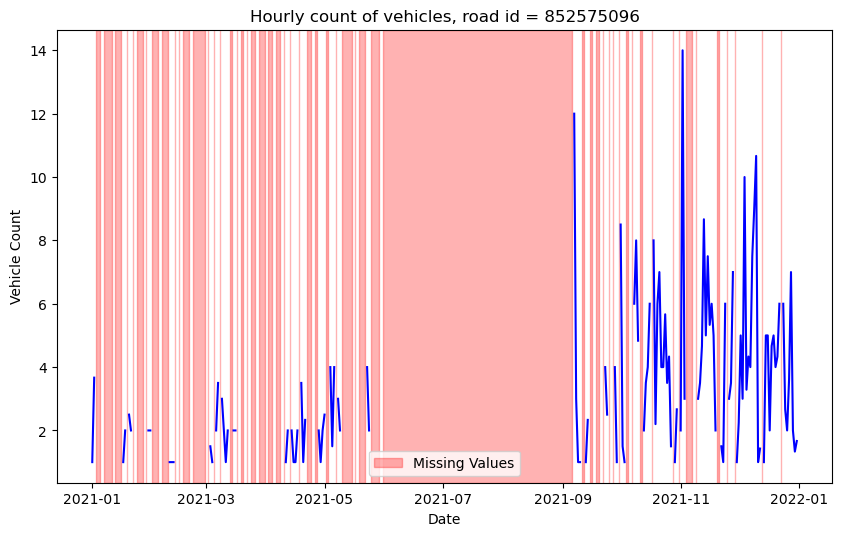 Hourly count of vehicles, road id = 852575096
Vehicle Count
14
12
10
8
6
4
2
Missing Values
2021-01 2021-03 2021-05 2021-07 2021-09 2021-11 2022-01
Date